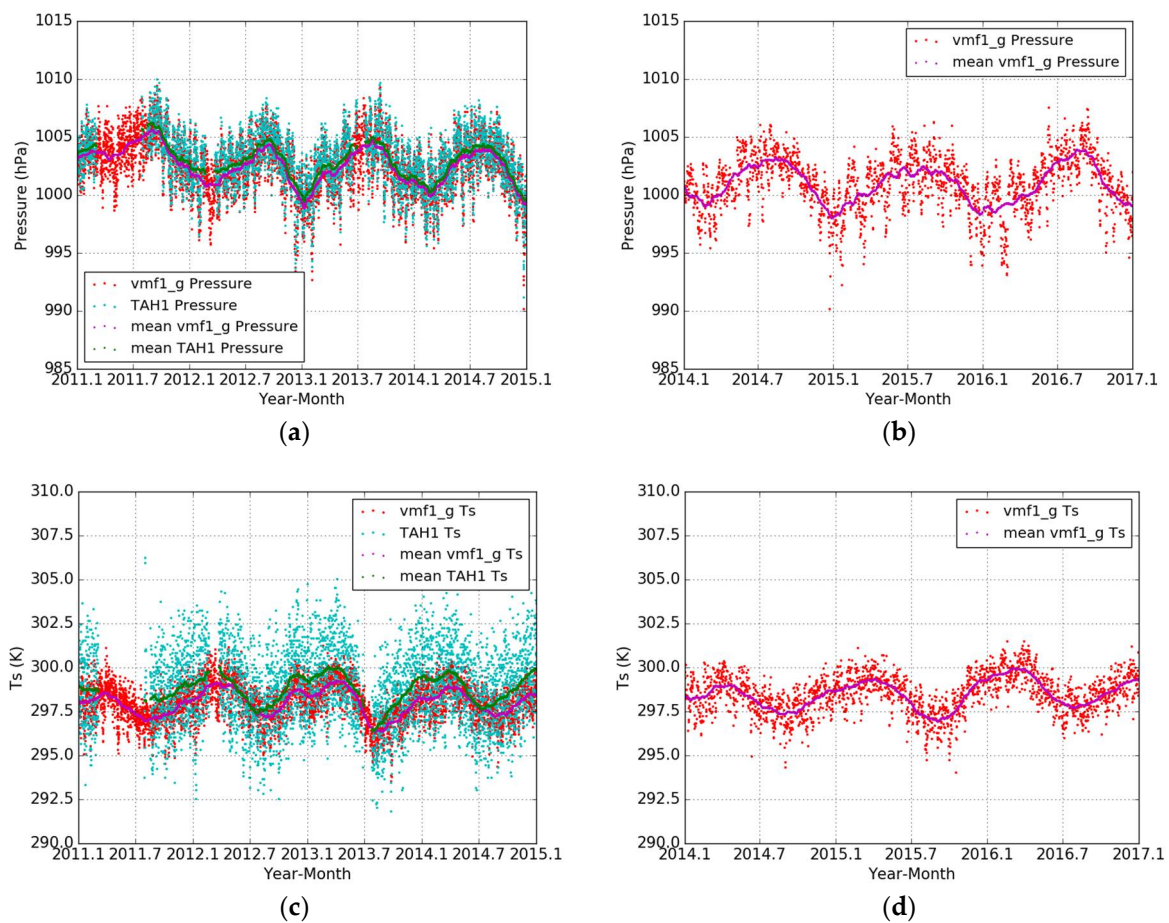 1015
1010
1005
1000
995
990
985
Pressure (hPa)
vmf1_g Pressure
TAH1 Pressure
mean vmf1_g Pressure
mean TAH1 Pressure
2011.1 2011.7 2012.1 2012.7 2013.1 2013.7 2014.1 2014.7 2015.1
Year-Month
(a)
1015
1010
1005
1000
995
990
985
Pressure (hPa)
vmf1_g Pressure
mean vmf1_g Pressure
2014.1 2014.7 2015.1 2015.7 2016.1 2016.7 2017.1
Year-Month
(b)
310.0
307.5
305.0
302.5
300.0
297.5
295.0
292.5
290.0
Ts (K)
vmf1_g Ts
TAH1 Ts
mean vmf1_g Ts
mean TAH1 Ts
2011.1 2011.7 2012.1 2012.7 2013.1 2013.7 2014.1 2014.7 2015.1
Year-Month
(c)
310.0
307.5
305.0
302.5
300.0
297.5
295.0
292.5
290.0
Ts (K)
vmf1_g Ts
mean vmf1_g Ts
2014.1 2014.7 2015.1 2015.7 2016.1 2016.7 2017.1
Year-Month
(d)